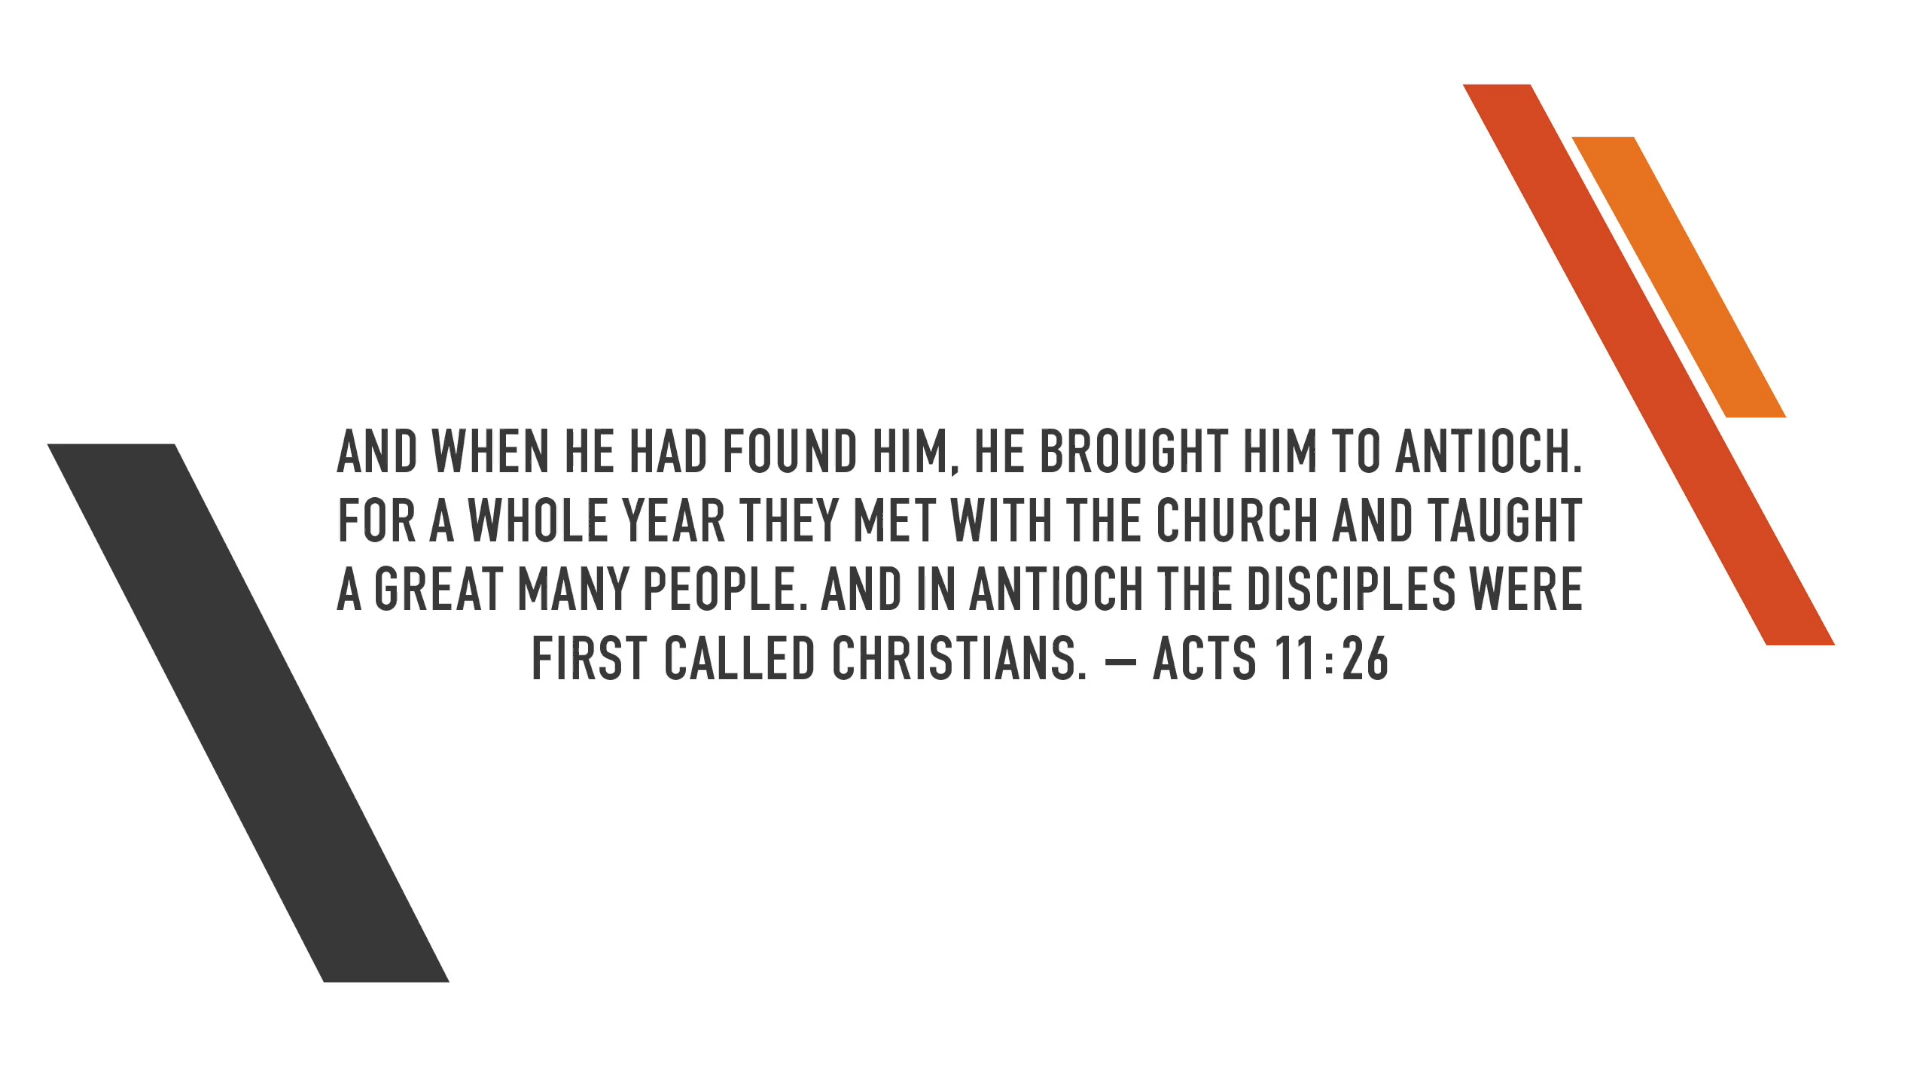 AND WHEN HE HAD FOUND HIM, HE BROUGHT HIM TO ANTIOCH.
FOR A WHOLE YEAR THEY MET WITH THE CHURCH AND TAUGHT
A GREAT MANY PEOPLE. AND IN ANTIOCH THE DISCIPLES WERE
FIRST CALLED CHRISTIANS. – ACTS 11:26